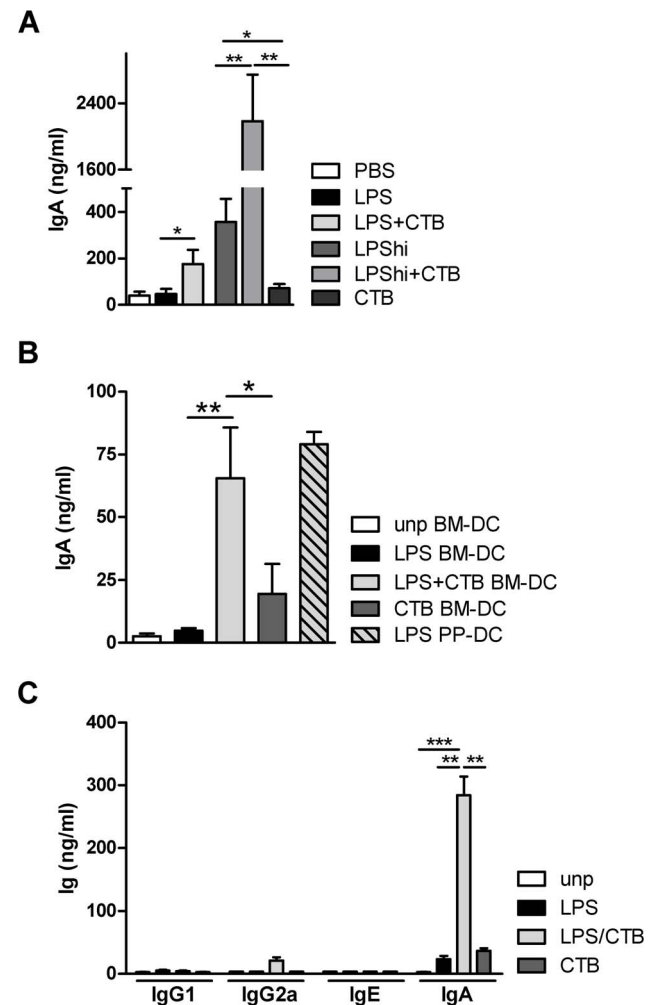 A
IgA (ng/ml)
2400
1600
400
200
0
*
**
**
*
PBS
LPS
LPS+CTB
LPShi
LPShi+CTB
CTB
B
IgA (ng/ml)
100
75
50
25
0
**
*
unp BM-DC
LPS BM-DC
LPS+CTB BM-DC
CTB BM-DC
LPS PP-DC
C
Ig (ng/ml)
400
300
200
100
0
***
**
**
unp
LPS
LPS/CTB
CTB
IgG1 IgG2a IgE IgA